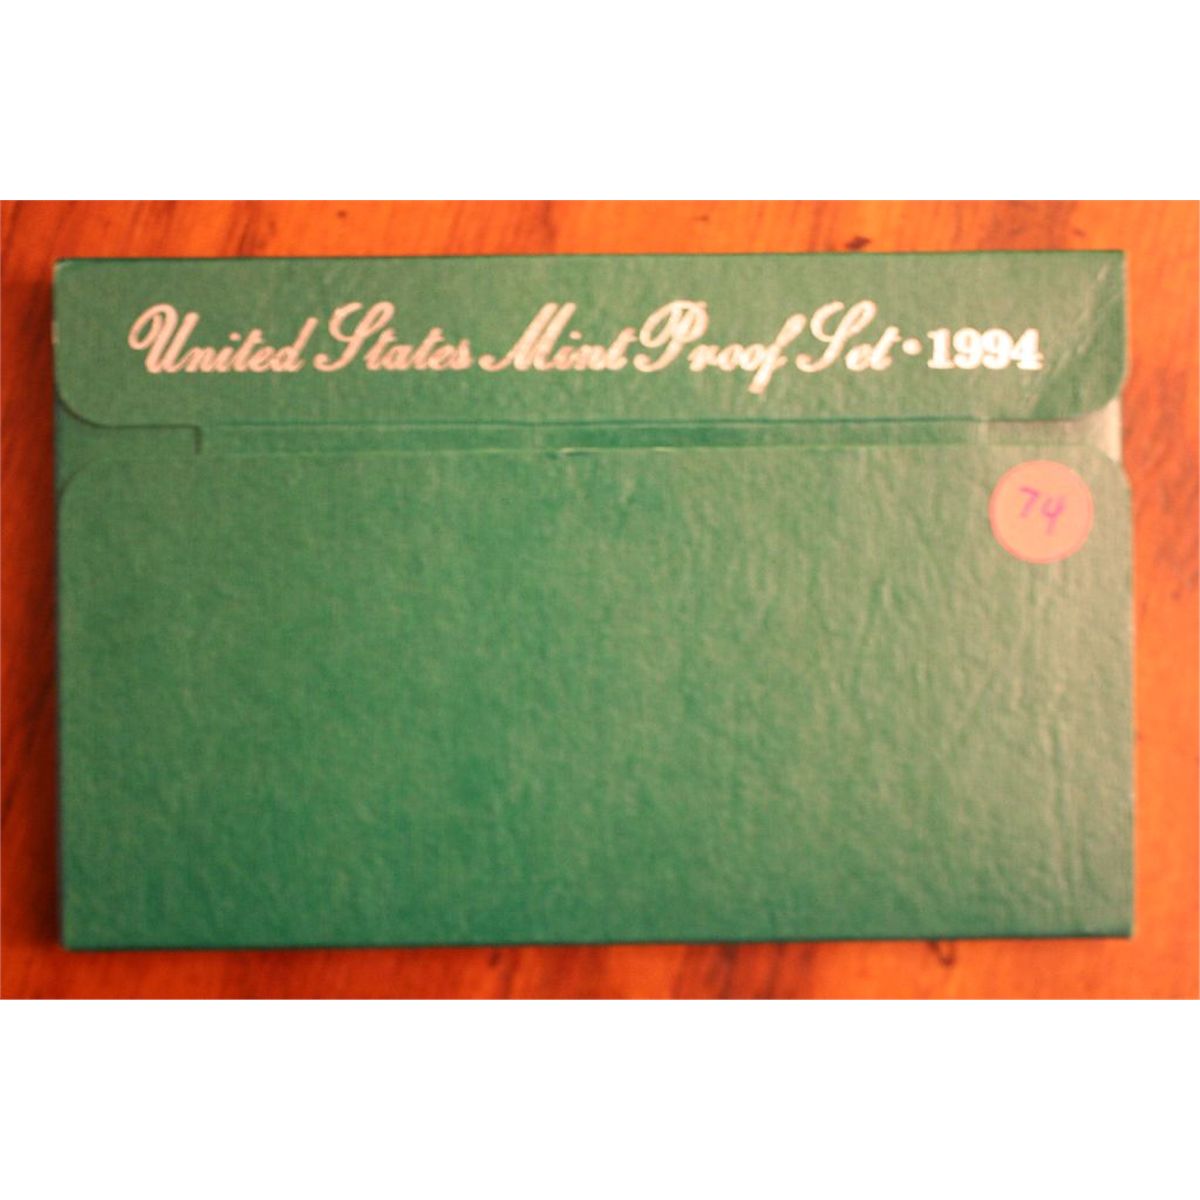 United States Mint Proof Set • 1994
74